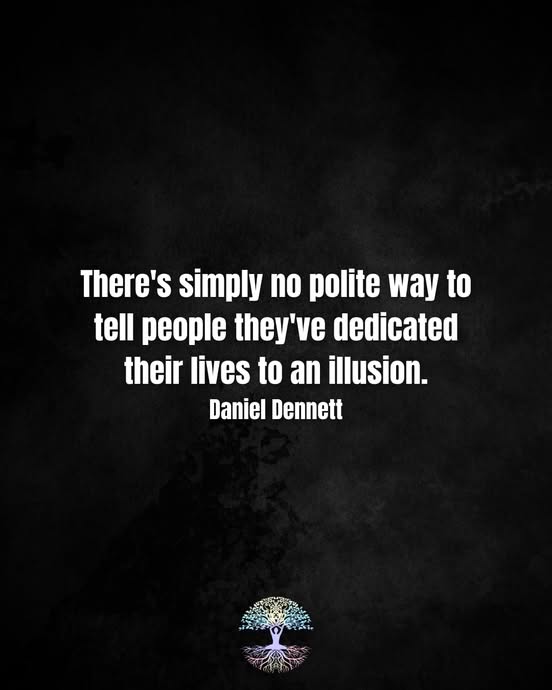 There's simply no polite way to
tell people they've dedicated
their lives to an illusion.
Daniel Dennett